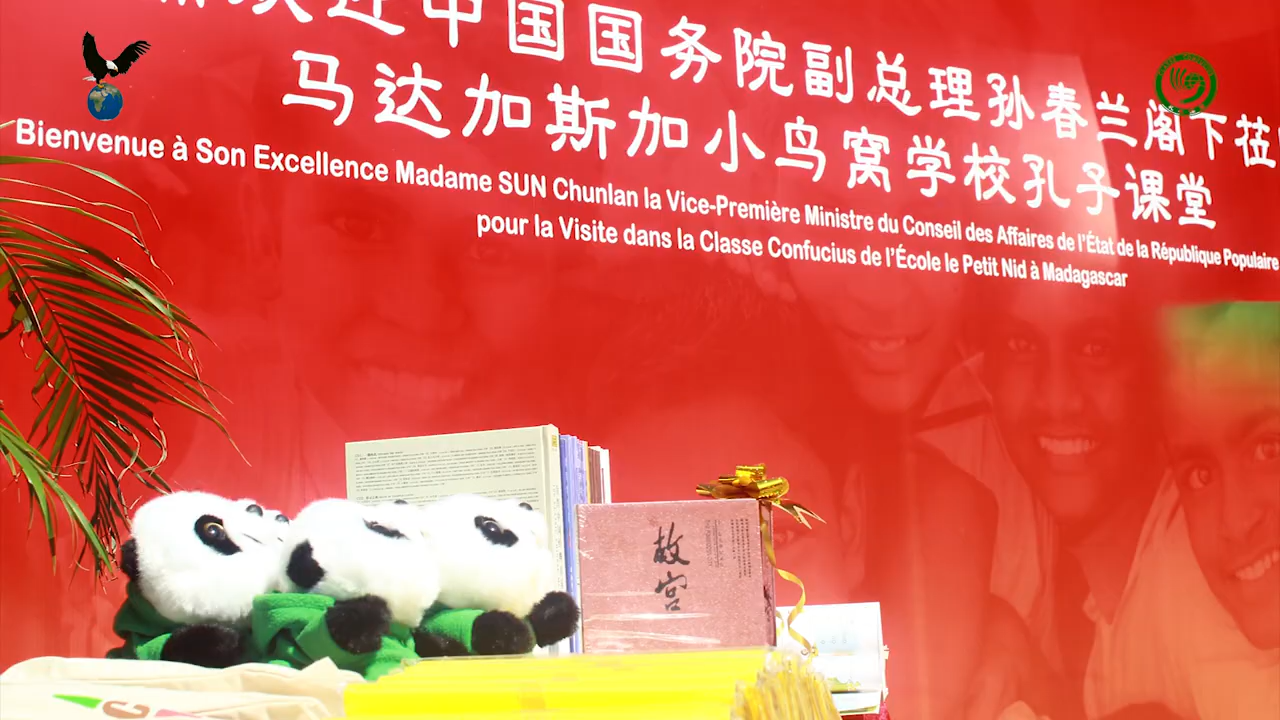 欢迎中国国务院副总理孙春兰阁下莅
马达加斯加小鸟窝学校孔子课堂
Bienvenue à Son Excellence Madame SUN Chunlan la Vice-Première Ministre du Conseil des Affaires de l'État de la République Populaire
pour la Visite dans la Classe Confucius de l'École le Petit Nid à Madagascar
故宫